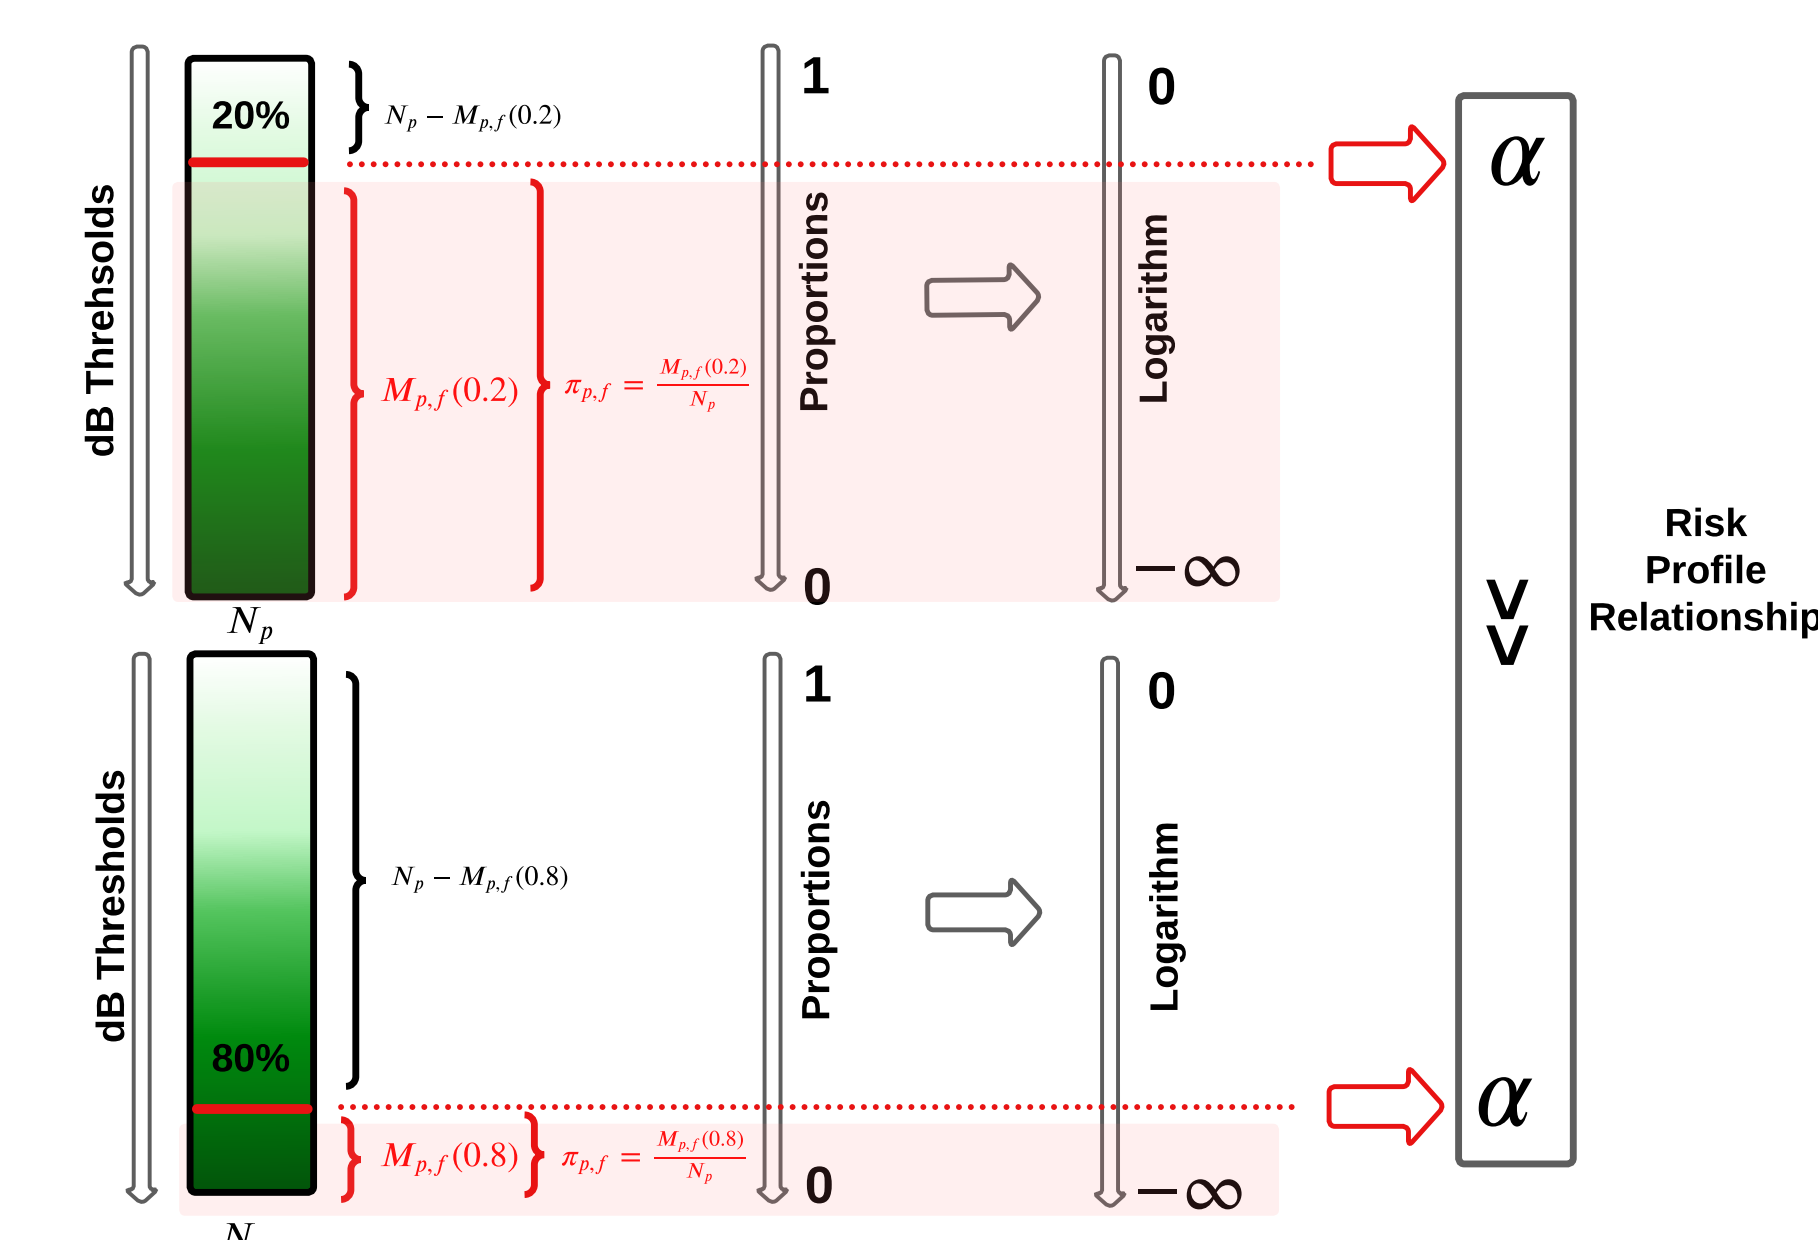 20%
N_p − M_{p,f}(0.2)
1
0
α
dB Threhsolds
M_{p,f}(0.2)
π_{p,f} = M_{p,f}(0.2) / N_p
Proportions
Logarithm
0
−∞
N_p
Risk
Profile
Relationship
>>
1
0
dB Thresholds
N_p − M_{p,f}(0.8)
Proportions
Logarithm
80%
α
M_{p,f}(0.8)
π_{p,f} = M_{p,f}(0.8) / N_p
0
−∞
N